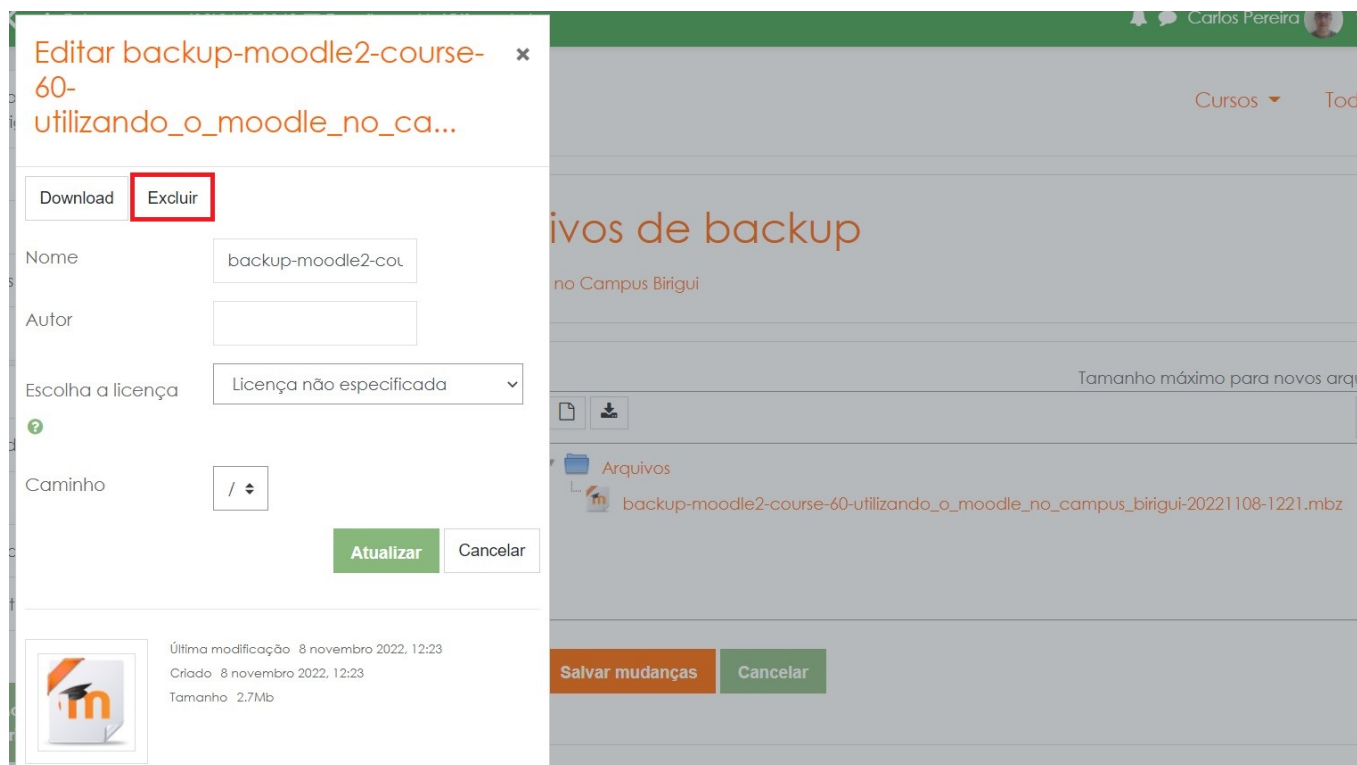 Carlos Pereira
Editar backup-moodle2-course-
60-
utilizando_o_moodle_no_ca...
×
Cursos
Download Excluir
ivos de backup
Nome backup-moodle2-cou
no Campus Birigui
Autor
Tamanho máximo para novos arqu
Escolha a licença Licença não especificada
Arquivos
Caminho /
backup-moodle2-course-60-utilizando_o_moodle_no_campus_birigui-20221108-1221.mbz
Atualizar Cancelar
Última modificação 8 novembro 2022, 12:23
Criado 8 novembro 2022, 12:23
Tamanho 2.7Mb
Salvar mudanças Cancelar